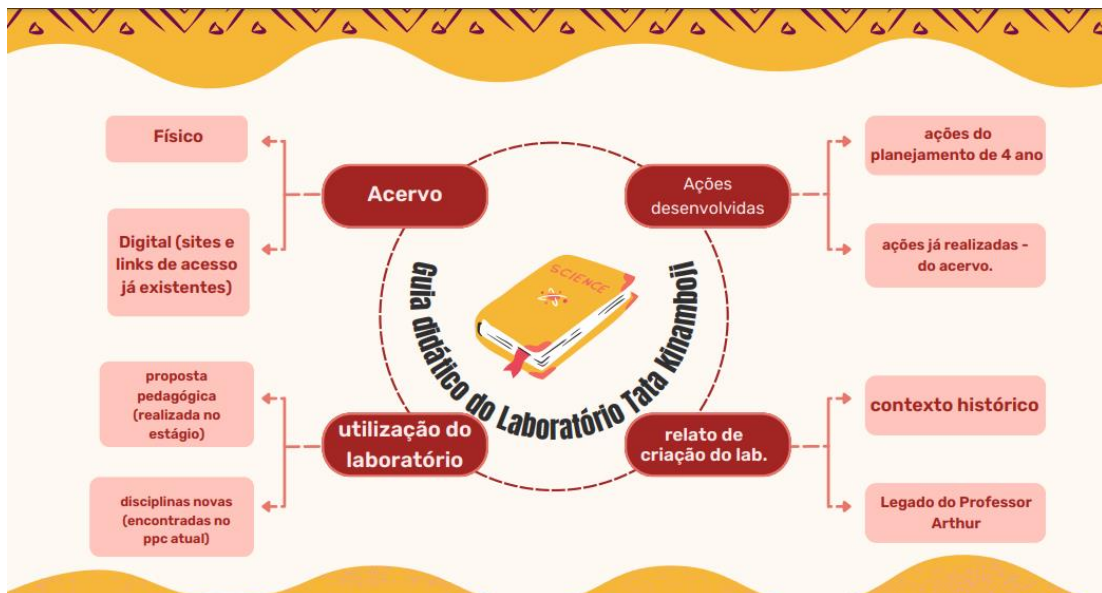 Físico
Digital (sites e
links de acesso
já existentes)
Acervo
Ações
desenvolvidas
ações do
planejamento de 4 ano
ações já realizadas -
do acervo.
SCIENCE
Guia didático do Laboratório Tata Kinamboji
proposta
pedagógica
(realizada no
estágio)
disciplinas novas
(encontradas no
ppc atual)
utilização do
laboratório
relato de
criação do lab.
contexto histórico
Legado do Professor
Arthur